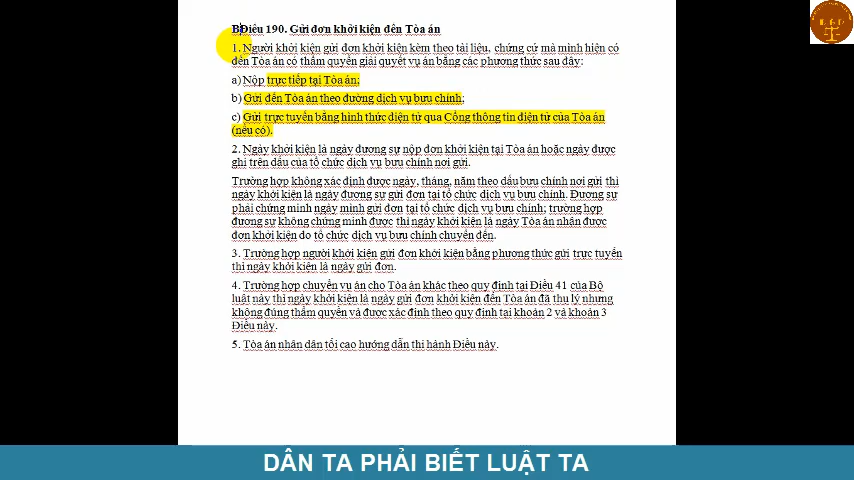 BĐiều 190. Gửi đơn khởi kiện đến Tòa án
1. Người khởi kiện gửi đơn khởi kiện kèm theo tài liệu, chứng cứ mà mình hiện có
đến Tòa án có thẩm quyền giải quyết vụ án bằng các phương thức sau đây:
a) Nộp trực tiếp tại Tòa án;
b) Gửi đến Tòa án theo đường dịch vụ bưu chính;
c) Gửi trực tuyến bằng hình thức điện tử qua Cổng thông tin điện tử của Tòa án
(nếu có).
2. Ngày khởi kiện là ngày đương sự nộp đơn khởi kiện tại Tòa án hoặc ngày được
ghi trên dấu của tổ chức dịch vụ bưu chính nơi gửi.
Trường hợp không xác định được ngày, tháng, năm theo dấu bưu chính nơi gửi thì
ngày khởi kiện là ngày đương sự gửi đơn tại tổ chức dịch vụ bưu chính. Đương sự
phải chứng minh ngày mình gửi đơn tại tổ chức dịch vụ bưu chính; trường hợp
đương sự không chứng minh được thì ngày khởi kiện là ngày Tòa án nhận được
đơn khởi kiện do tổ chức dịch vụ bưu chính chuyển đến.
3. Trường hợp người khởi kiện gửi đơn khởi kiện bằng phương thức gửi trực tuyến
thì ngày khởi kiện là ngày gửi đơn.
4. Trường hợp chuyển vụ án cho Tòa án khác theo quy định tại Điều 41 của Bộ
luật này thì ngày khởi kiện là ngày gửi đơn khởi kiện đến Tòa án đã thụ lý nhưng
không đúng thẩm quyền và được xác định theo quy định tại khoản 2 và khoản 3
Điều này.
5. Tòa án nhân dân tối cao hướng dẫn thi hành Điều này.
DÂN TA PHẢI BIẾT LUẬT TA